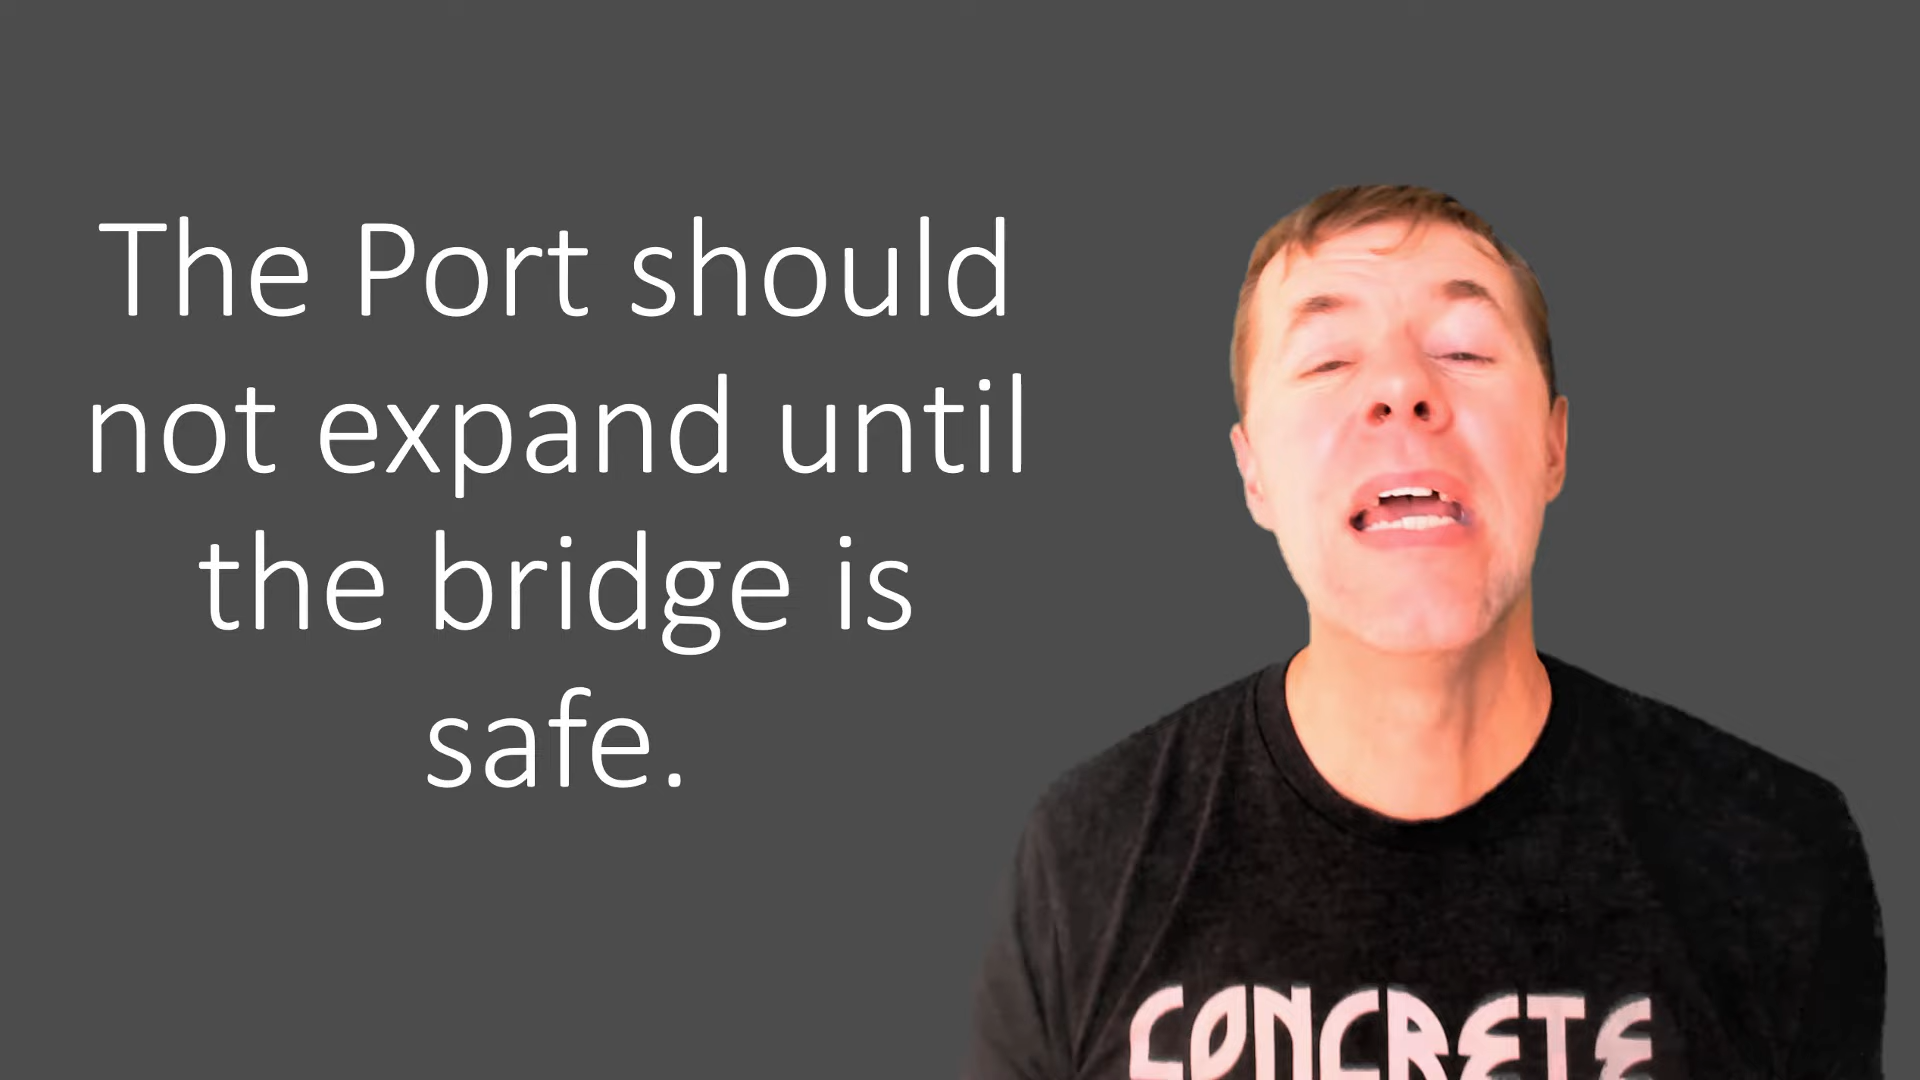 The Port should
not expand until
the bridge is
safe.
CONCRETE